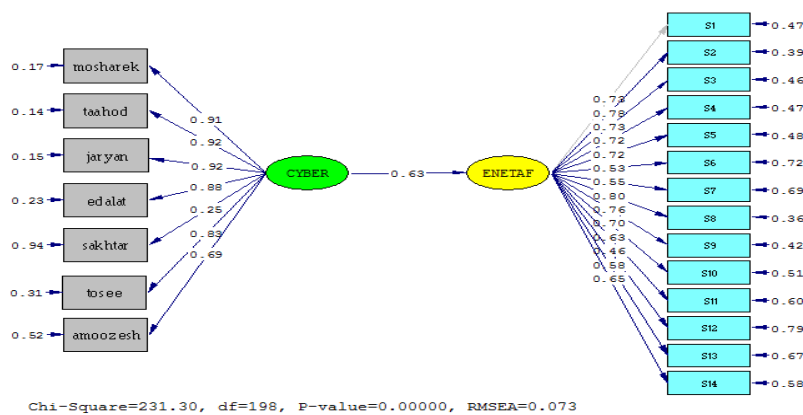 0.17 mosharek
0.14 taahod
0.15 jaryan
0.23 edalat
0.94 sakhtar
0.31 tosee
0.52 amoozesh
0.91
0.92
0.92
0.88
0.25
0.83
0.69
CYBER 0.63 ENETAF
0.73
0.78
0.73
0.72
0.72
0.53
0.55
0.80
0.76
0.70
0.63
0.46
0.58
0.65
S1 0.47
S2 0.39
S3 0.46
S4 0.47
S5 0.48
S6 0.72
S7 0.69
S8 0.36
S9 0.42
S10 0.51
S11 0.60
S12 0.79
S13 0.67
S14 0.58
Chi-Square=231.30, df=198, P-value=0.00000, RMSEA=0.073